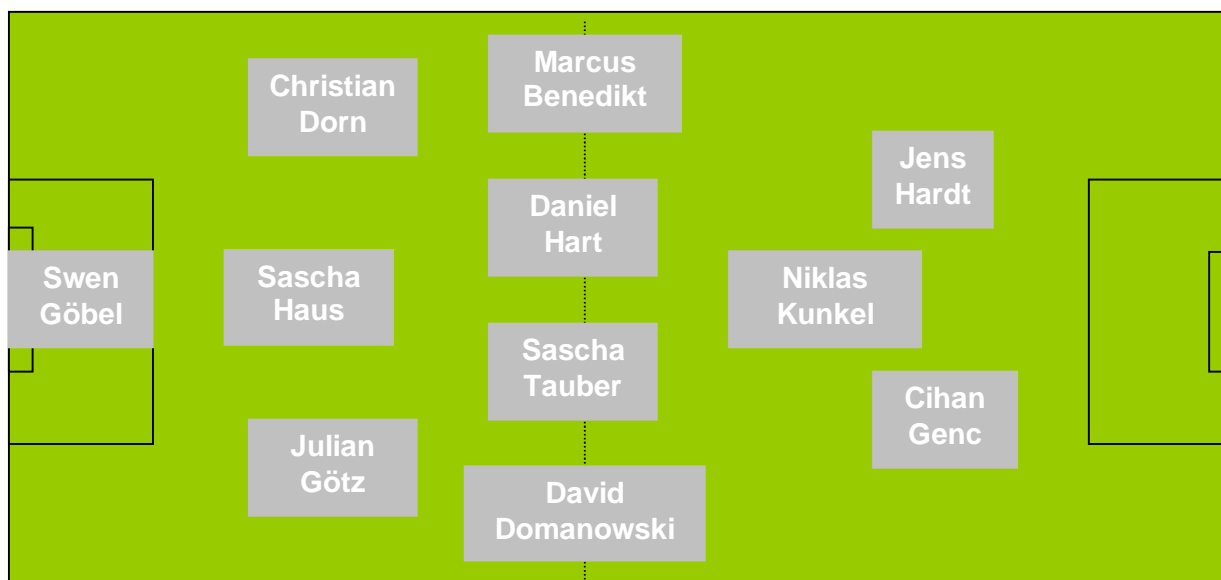 Marcus
Benedikt
Christian
Dorn
Jens
Hardt
Daniel
Hart
Swen
Göbel
Sascha
Haus
Niklas
Kunkel
Sascha
Tauber
Cihan
Genc
Julian
Götz
David
Domanowski